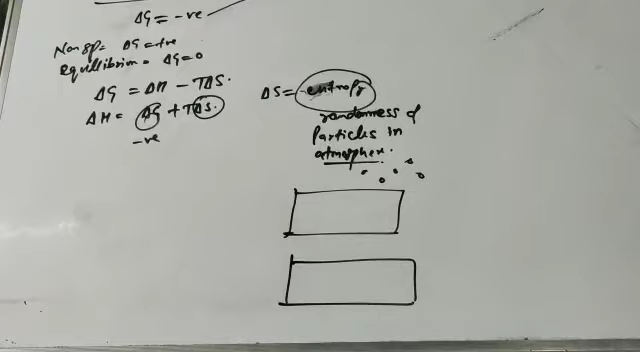 ΔG = -ve
Non sp = ΔG = +ve
equillibrium = ΔG = 0
ΔG = ΔH - TΔS.
ΔH = ΔG + TΔS.
-ve
ΔS = entropy
randomness of
Particles in
atmosphere.